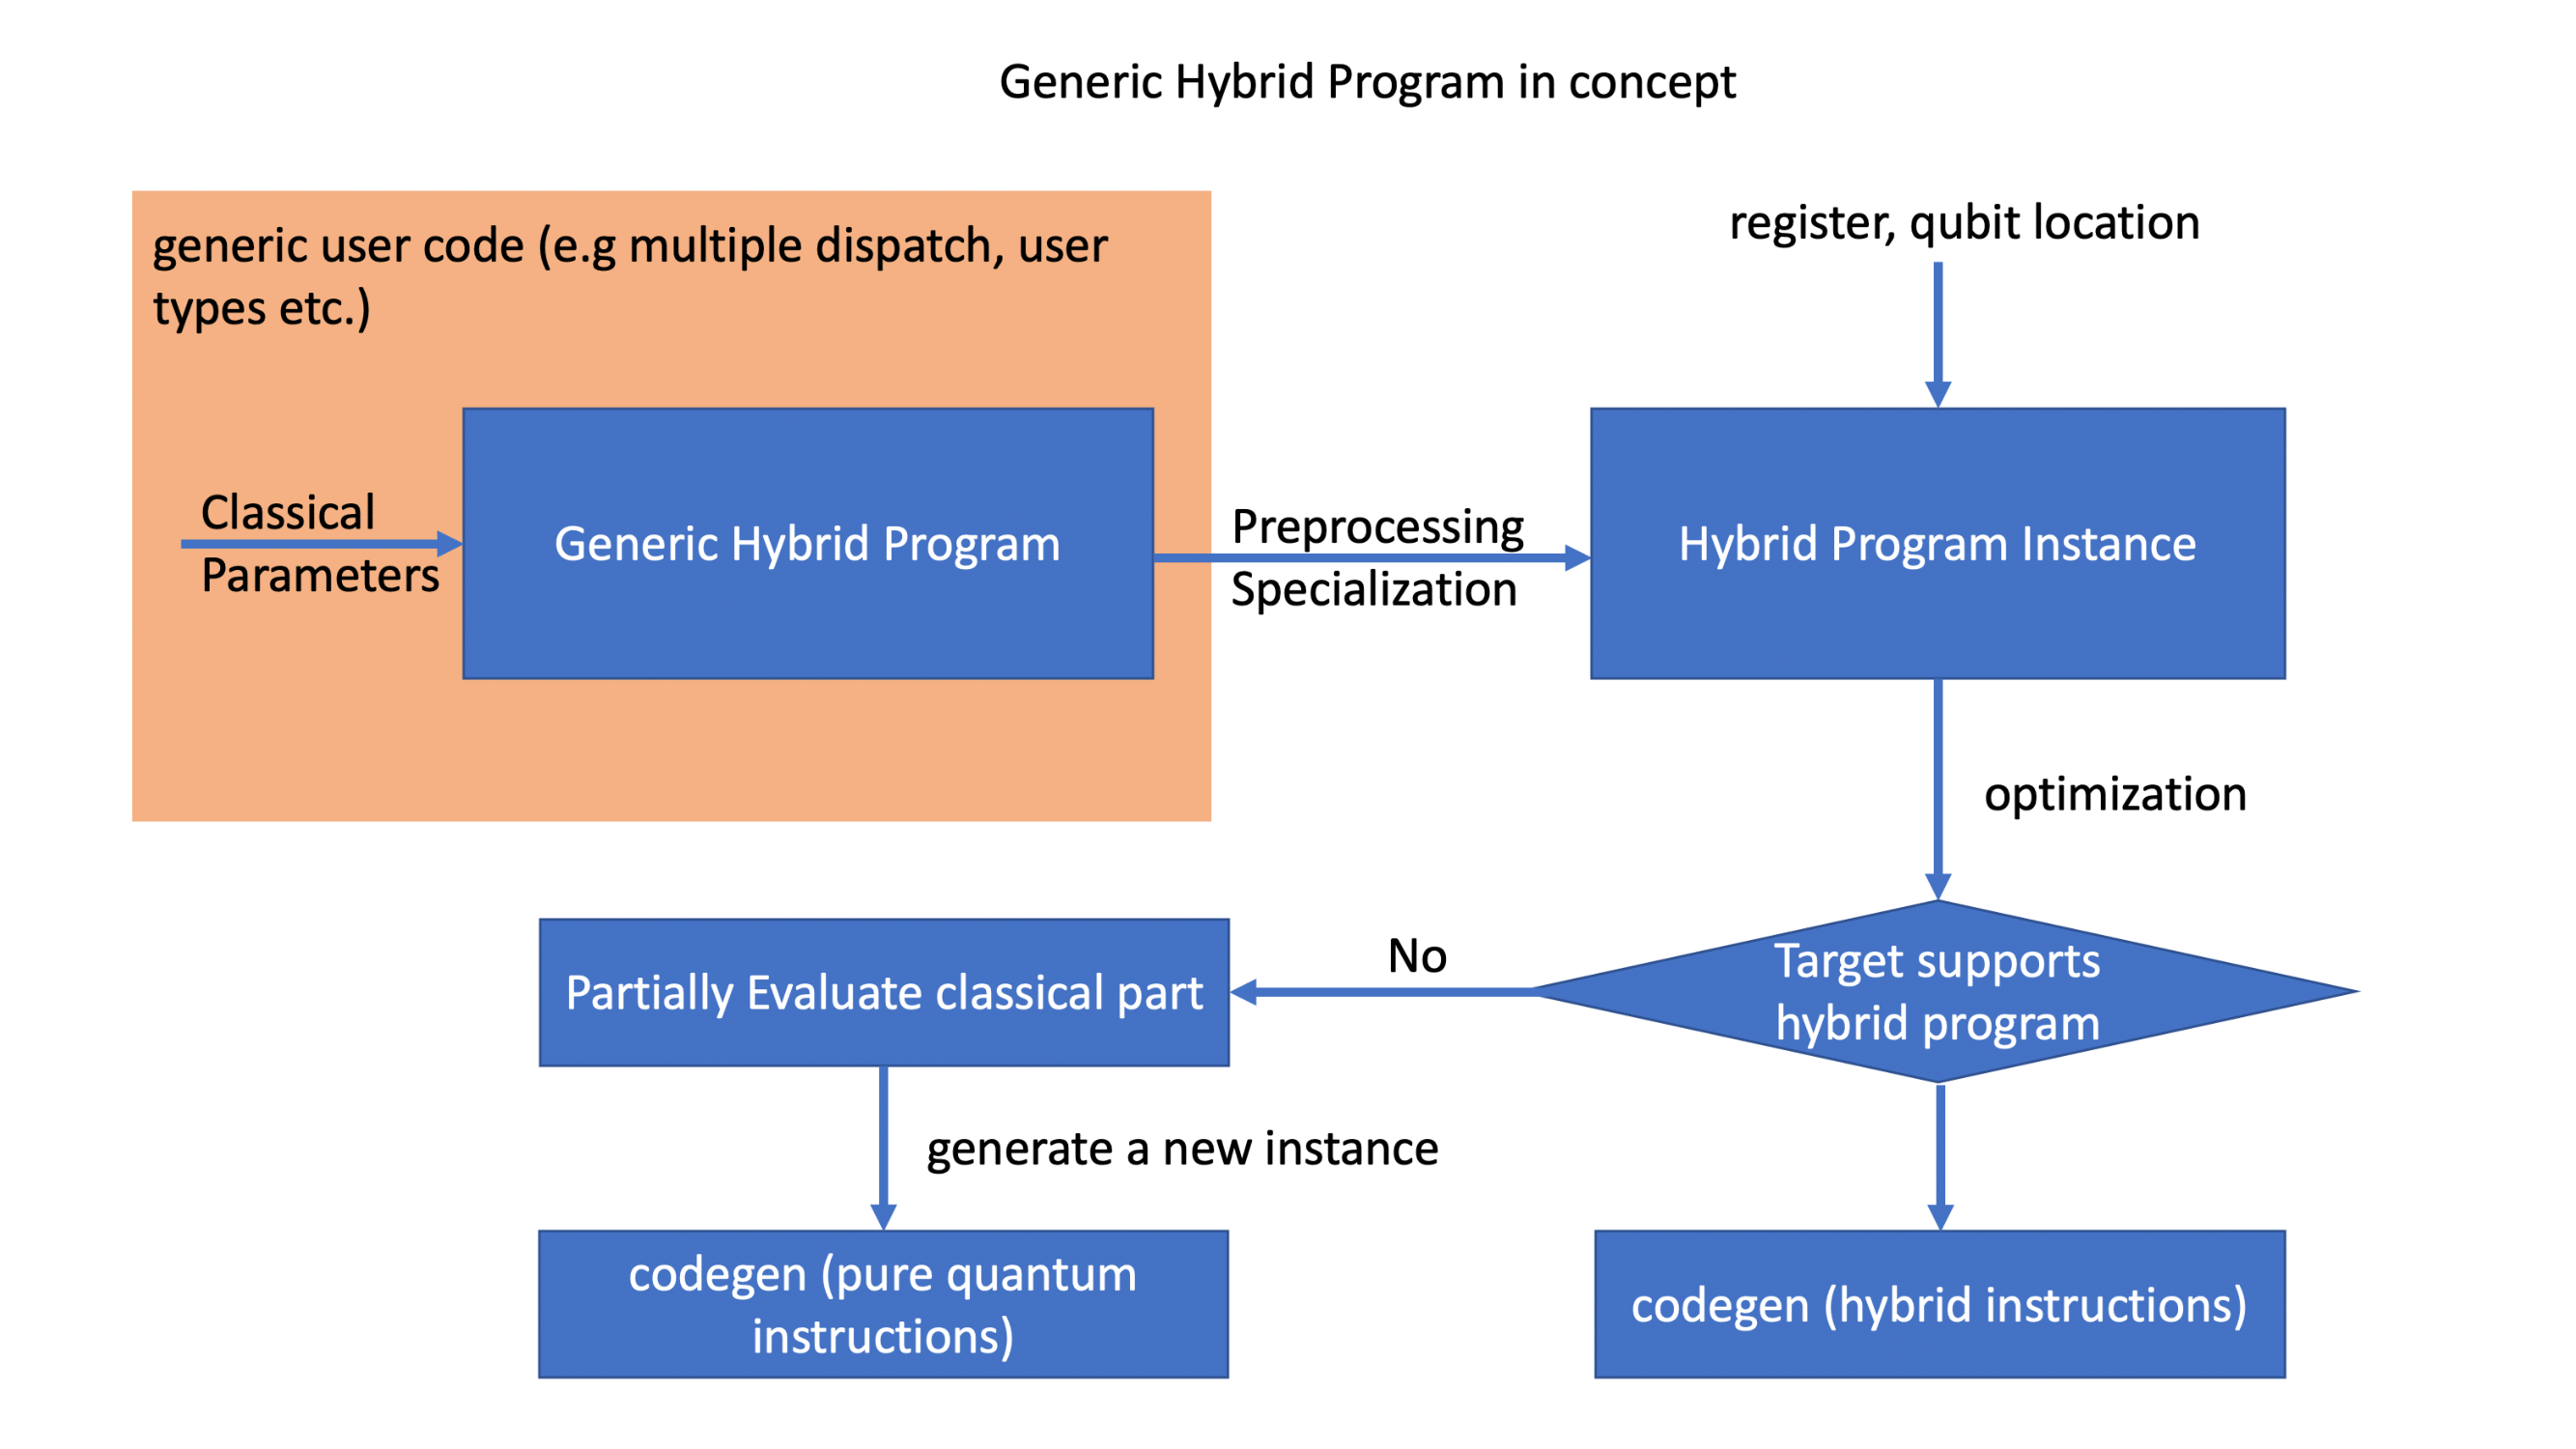 Generic Hybrid Program in concept
generic user code (e.g multiple dispatch, user
types etc.)
register, qubit location
Classical
Parameters
Generic Hybrid Program
Preprocessing
Specialization
Hybrid Program Instance
optimization
Target supports
hybrid program
No
Partially Evaluate classical part
generate a new instance
codegen (pure quantum
instructions)
codegen (hybrid instructions)